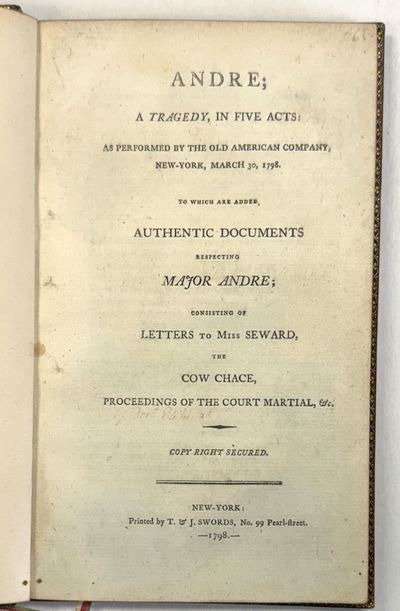 ANDRE;
A TRAGEDY, IN FIVE ACTS:
AS PERFORMED BY THE OLD AMERICAN COMPANY,
NEW-YORK, MARCH 30, 1798.
TO WHICH ARE ADDED,
AUTHENTIC DOCUMENTS
RESPECTING
MAJOR ANDRE;
CONSISTING OF
LETTERS TO MISS SEWARD,
THE
COW CHACE,
PROCEEDINGS OF THE COURT MARTIAL, &c.
COPY RIGHT SECURED.
NEW-YORK:
Printed by T. & J. SWORDS, No. 99 Pearl-ſtreet.
—1798.—